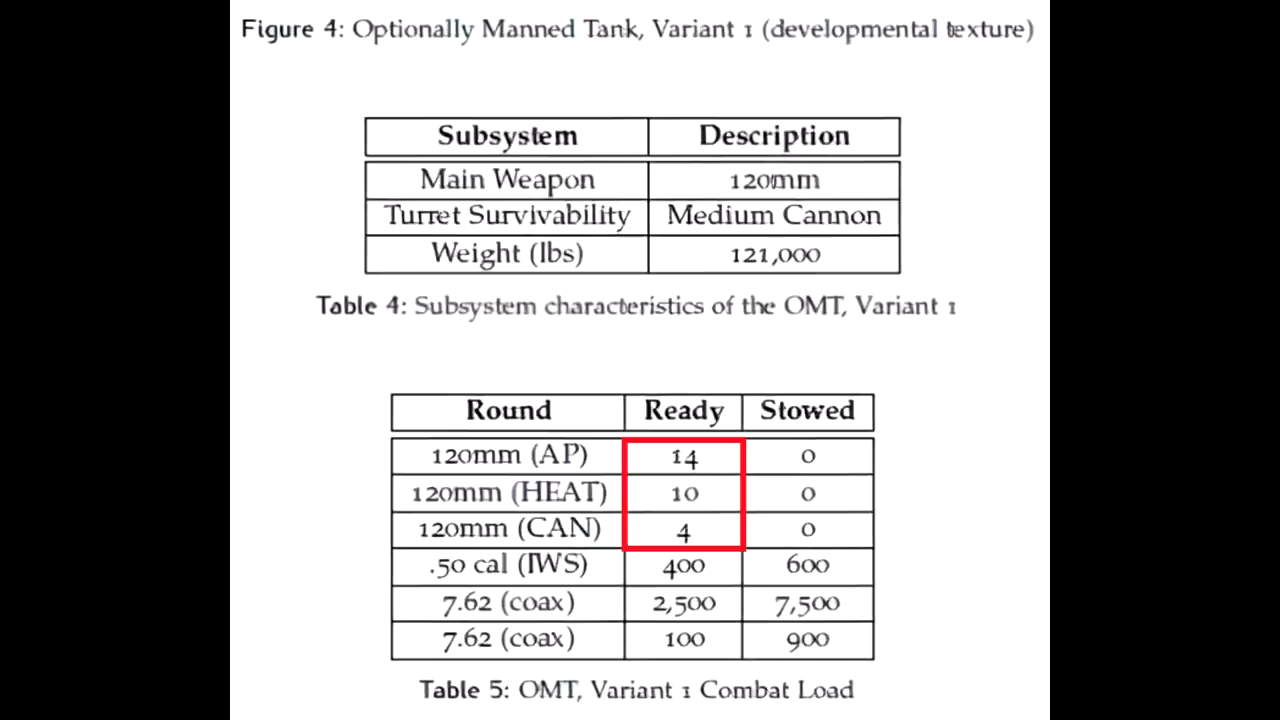 Figure 4: Optionally Manned Tank, Variant 1 (developmental texture)
Subsystem Description
Main Weapon 120mm
Turret Survivability Medium Cannon
Weight (lbs) 121,000
Table 4: Subsystem characteristics of the OMT, Variant 1
Round Ready Stowed
120mm (AP) 14 0
120mm (HEAT) 10 0
120mm (CAN) 4 0
.50 cal (IWS) 400 600
7.62 (coax) 2,500 7,500
7.62 (coax) 100 900
Table 5: OMT, Variant 1 Combat Load